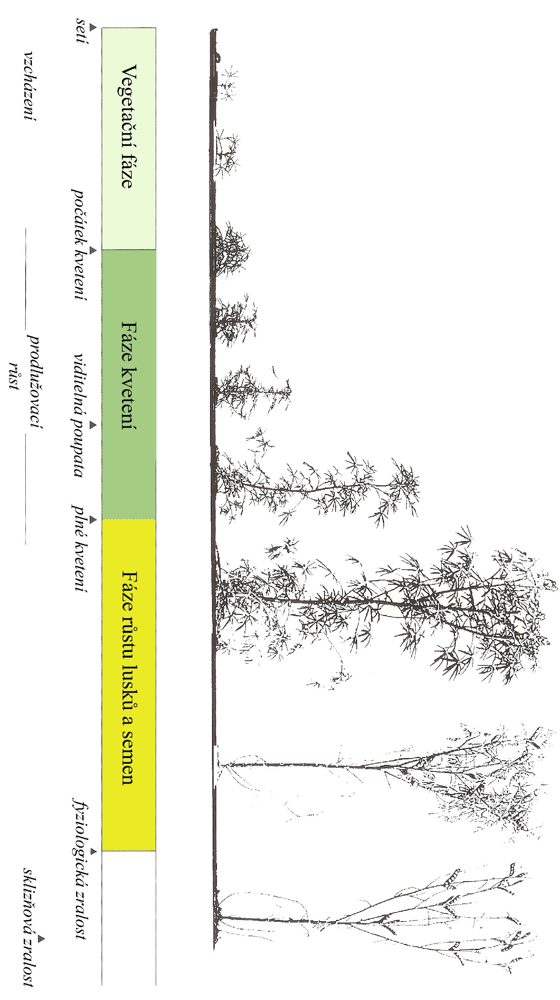 Vegetační fáze
Fáze kvetení
Fáze růstu lusků a semen
setí
počátek kvetení
viditelná poupata
plné kvetení
fyziologická zralost
vzcházení
prodlužovací
růst
sklizňová zralost